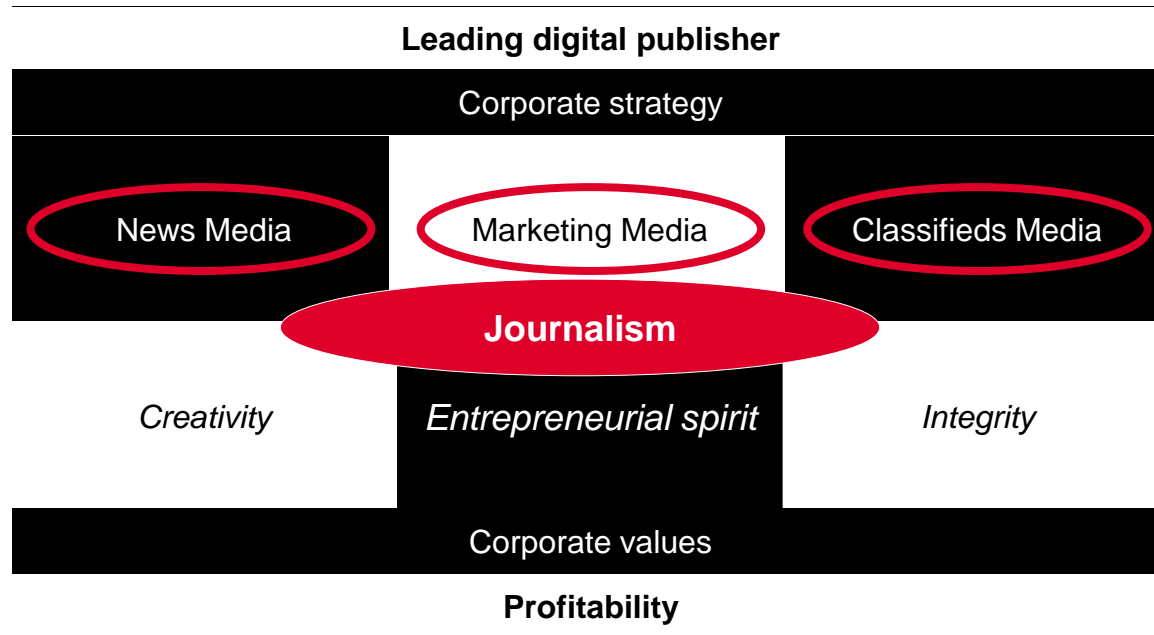 Leading digital publisher
Corporate strategy
News Media
Marketing Media
Classifieds Media
Journalism
Creativity
Entrepreneurial spirit
Integrity
Corporate values
Profitability